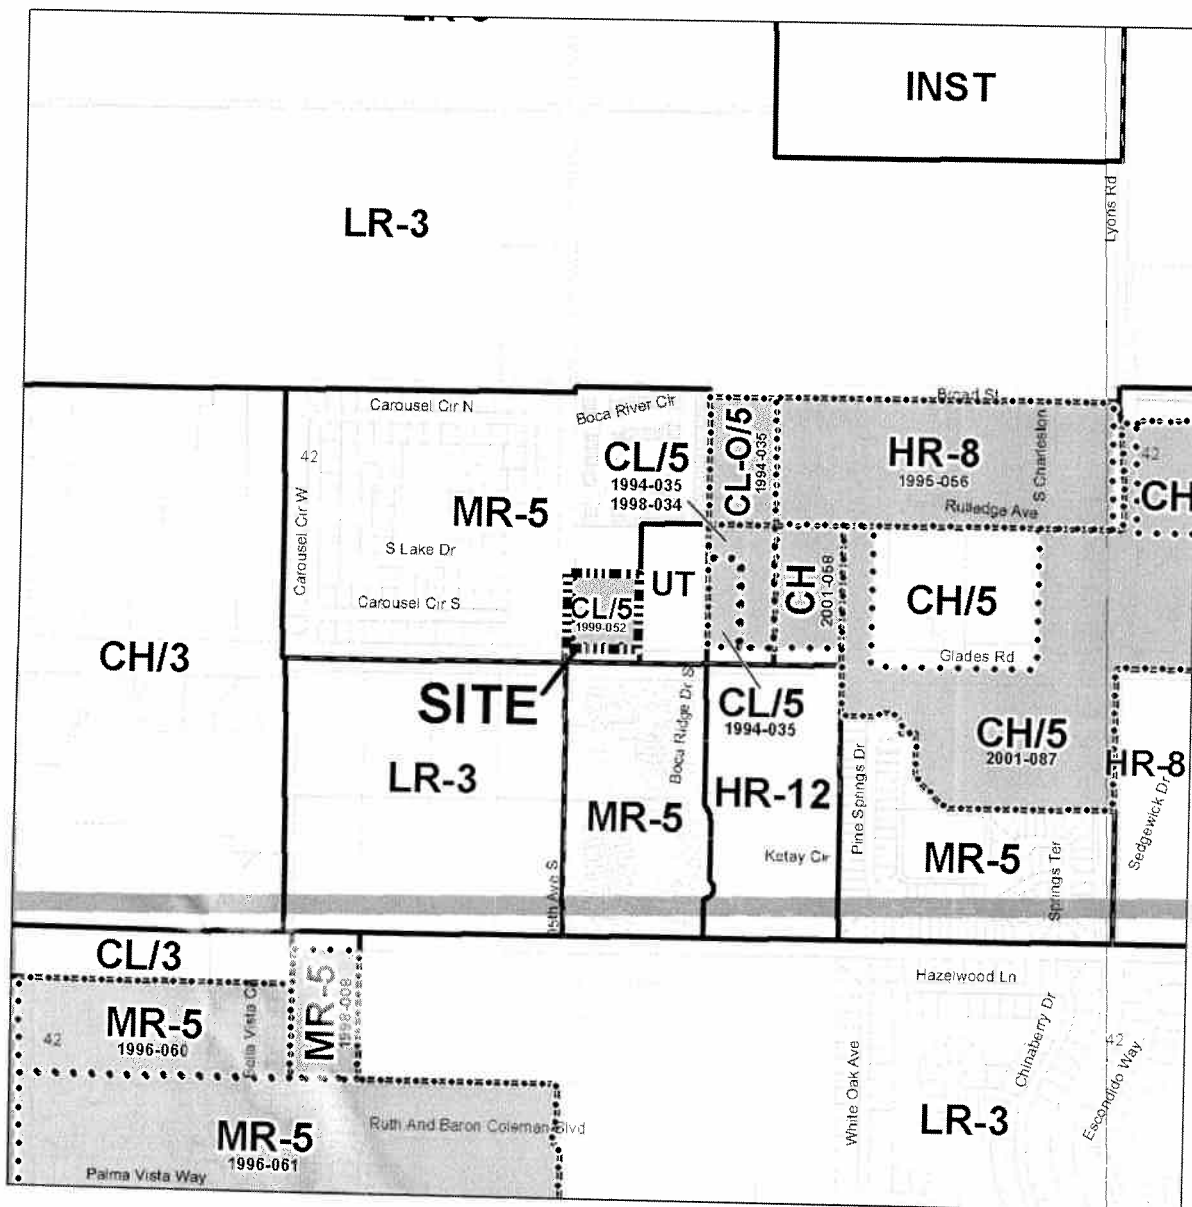 INST
Lyons Rd
LR-3
Broad St
Carousel Cir N
Boca River Cir
CL-O/5
1994-035
HR-8
1995-056
S Charleston
Rutledge Ave
42
CH
42
Carousel Cir W
MR-5
CL/5
1994-035
1998-034
S Lake Dr
Carousel Cir S
CL/5
1999-052
UT
CH
2001-058
CH/5
Glades Rd
CH/3
SITE
Boca Ridge Dr S
CL/5
1994-035
CH/5
2001-087
HR-8
LR-3
MR-5
HR-12
Pine Springs Dr
Ketay Cir
MR-5
Springs Ter
Sedgewick Dr
95th Ave S
CL/3
MR-5
1998-008
Hazelwood Ln
MR-5
1996-060
42
Chinaberry Dr
42
Escondido Way
White Oak Ave
LR-3
MR-5
1996-061
Ruth And Baron Coleman Blvd
Palma Vista Way